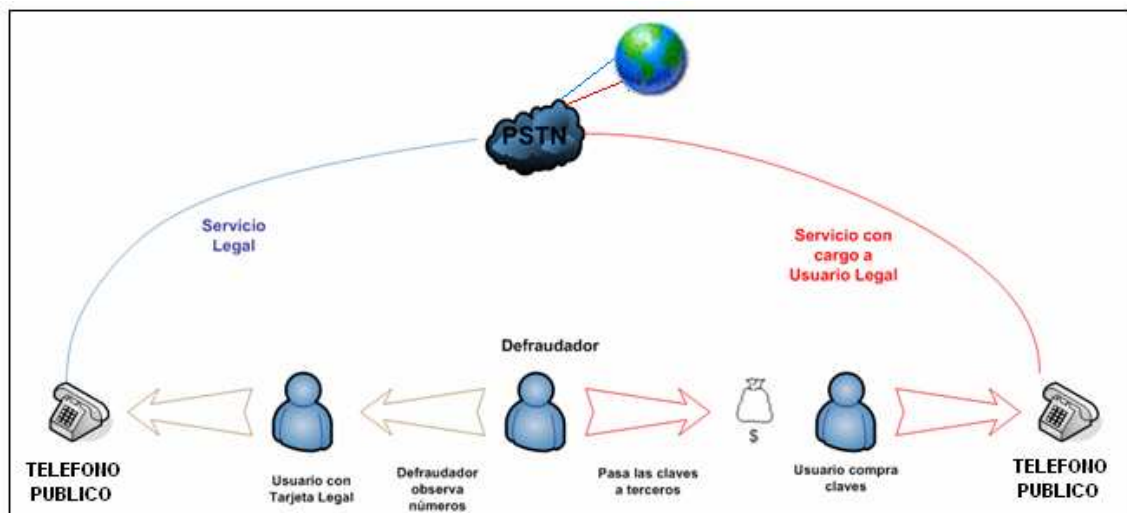 PSTN
Servicio
Legal
Servicio con
cargo a
Usuario Legal
Defraudador
$
TELEFONO
PUBLICO
Usuario con
Tarjeta Legal
Defraudador
observa
números
Pasa las claves
a terceros
Usuario compra
claves
TELEFONO
PUBLICO